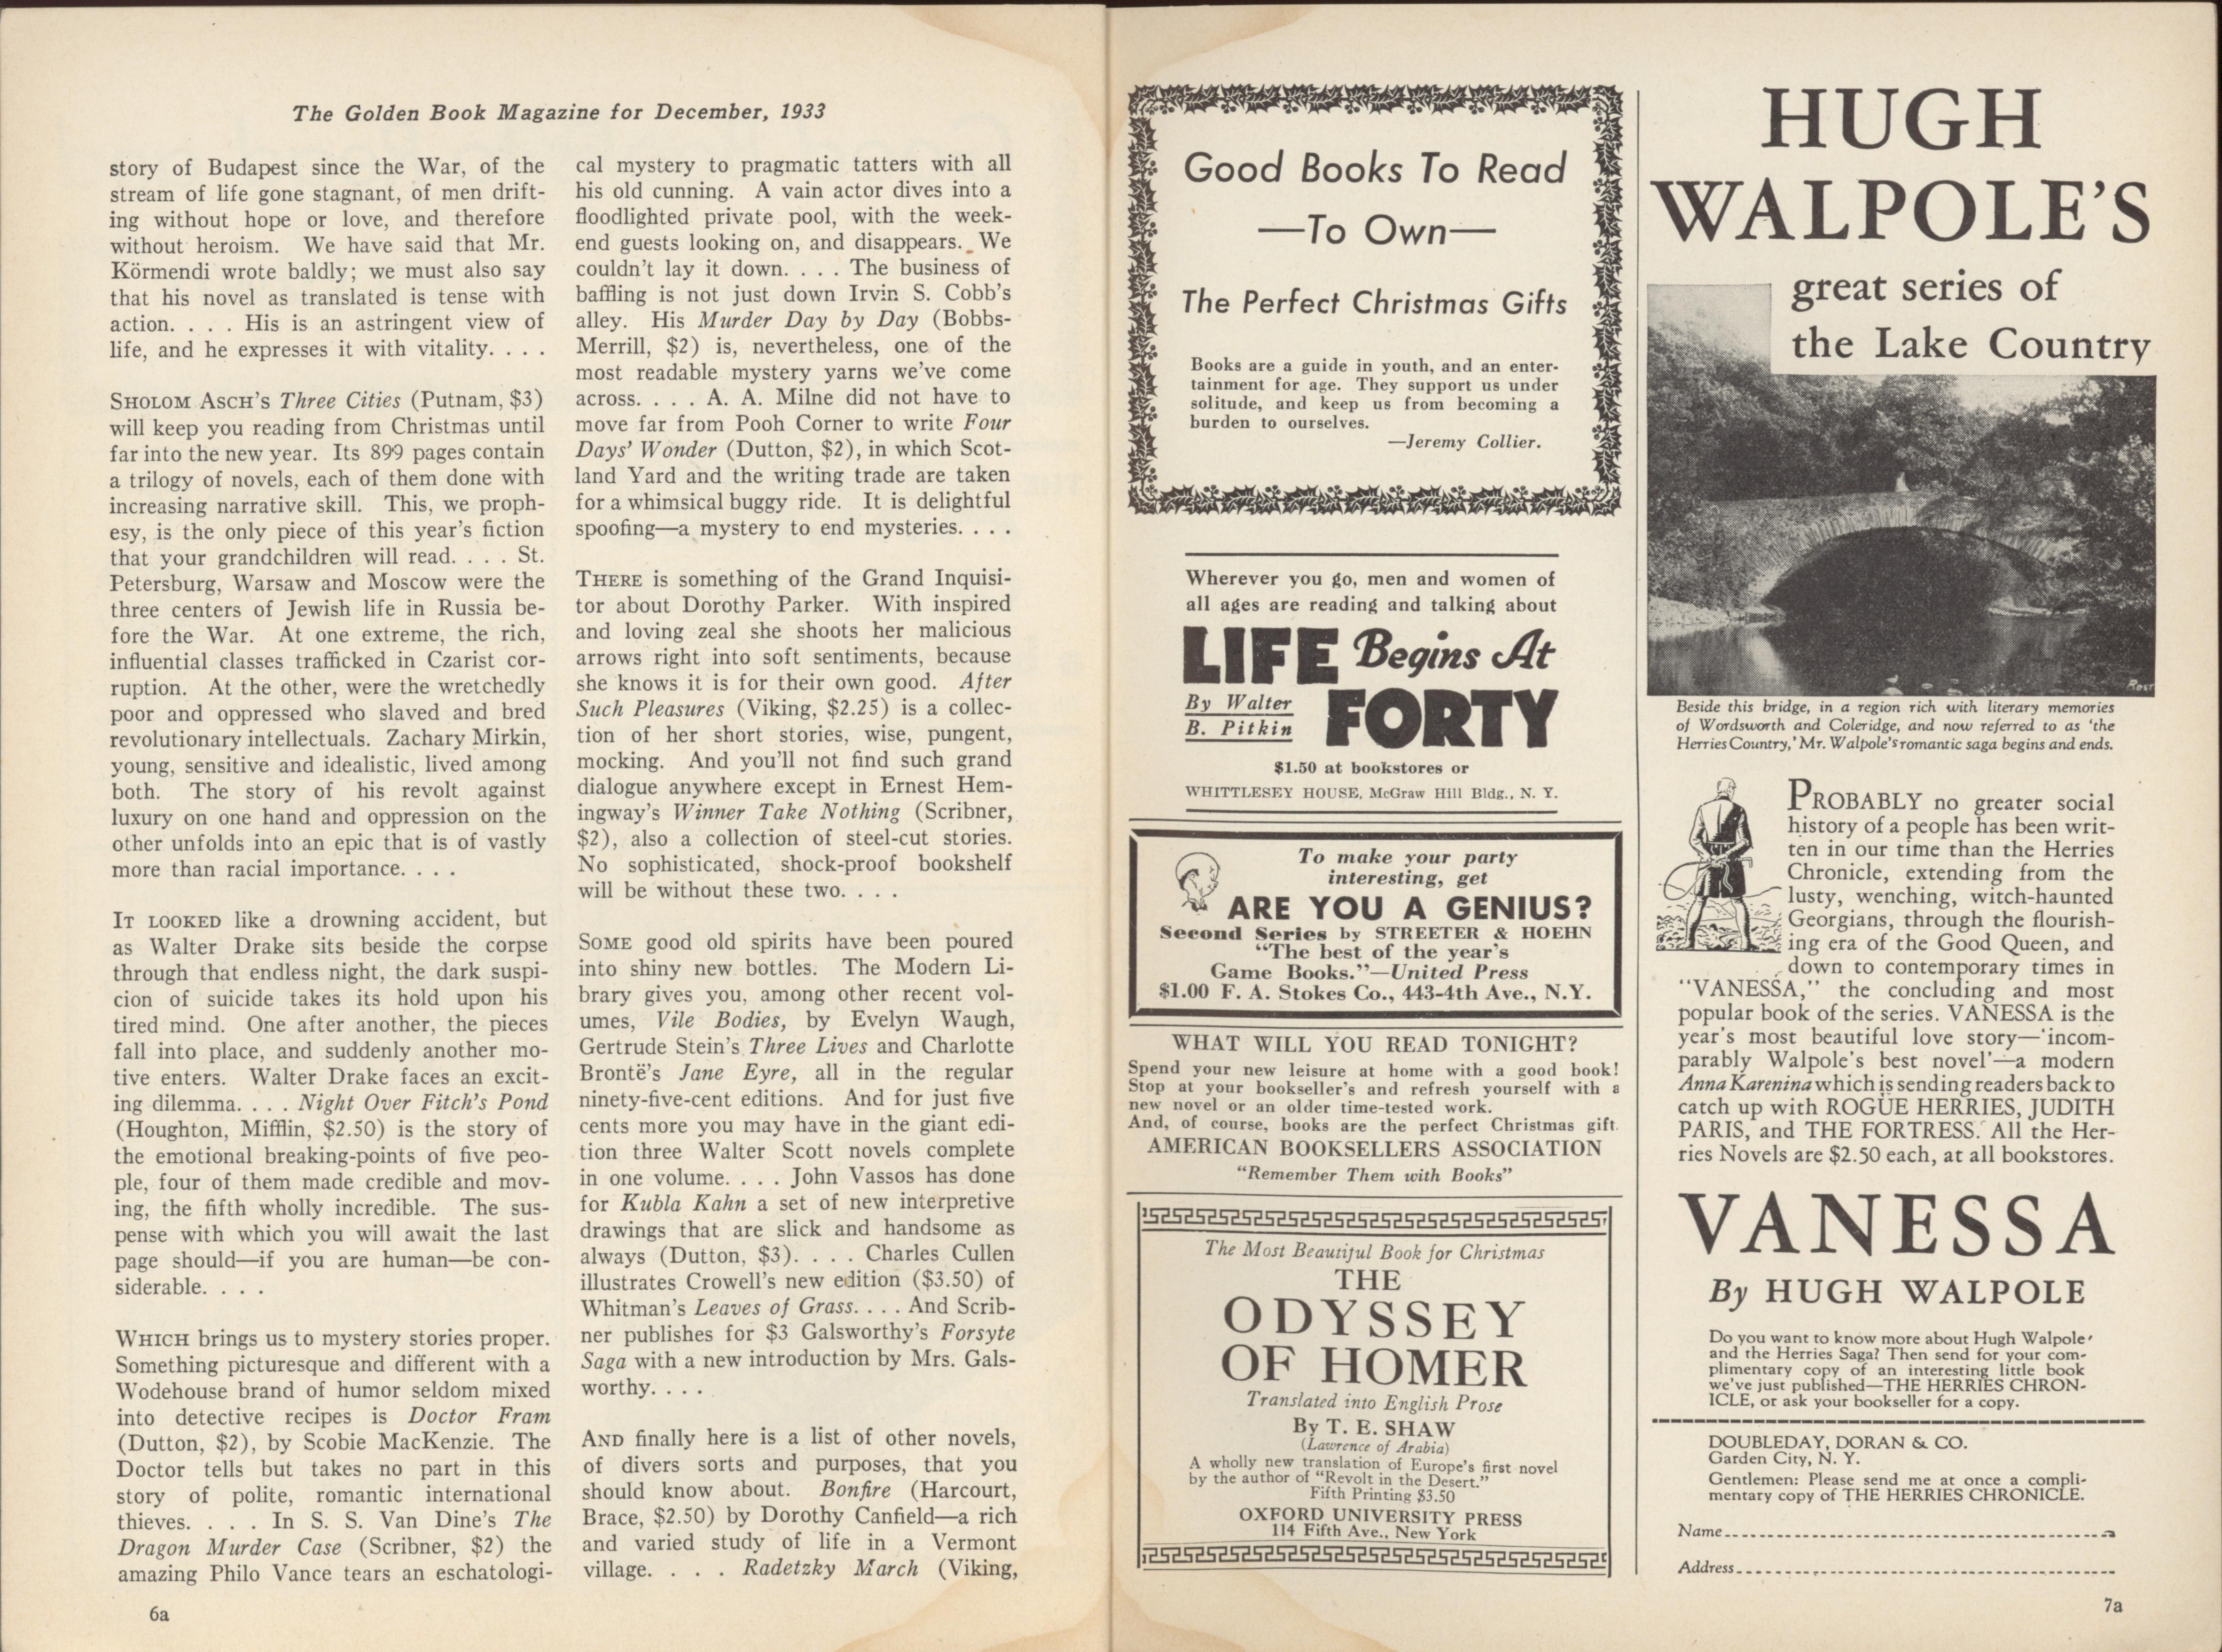 The Golden Book Magazine for December, 1933
story of Budapest since the War, of the
stream of life gone stagnant, of men drift-
ing without hope or love, and therefore
without heroism. We have said that Mr.
Körmendi wrote baldly; we must also say
that his novel as translated is tense with
action. . . . His is an astringent view of
life, and he expresses it with vitality. . . .
SHOLOM ASCH'S Three Cities (Putnam, $3)
will keep you reading from Christmas until
far into the new year. Its 899 pages contain
a trilogy of novels, each of them done with
increasing narrative skill. This, we proph-
esy, is the only piece of this year's fiction
that your grandchildren will read. . . . St.
Petersburg, Warsaw and Moscow were the
three centers of Jewish life in Russia be-
fore the War. At one extreme, the rich,
influential classes trafficked in Czarist cor-
ruption. At the other, were the wretchedly
poor and oppressed who slaved and bred
revolutionary intellectuals. Zachary Mirkin,
young, sensitive and idealistic, lived among
both. The story of his revolt against
luxury on one hand and oppression on the
other unfolds into an epic that is of vastly
more than racial importance. . . .
IT LOOKED like a drowning accident, but
as Walter Drake sits beside the corpse
through that endless night, the dark suspi-
cion of suicide takes its hold upon his
tired mind. One after another, the pieces
fall into place, and suddenly another mo-
tive enters. Walter Drake faces an excit-
ing dilemma. . . . Night Over Fitch's Pond
(Houghton, Mifflin, $2.50) is the story of
the emotional breaking-points of five peo-
ple, four of them made credible and mov-
ing, the fifth wholly incredible. The sus-
pense with which you will await the last
page should—if you are human—be con-
siderable. . . .
WHICH brings us to mystery stories proper.
Something picturesque and different with a
Wodehouse brand of humor seldom mixed
into detective recipes is Doctor Fram
(Dutton, $2), by Scobie MacKenzie. The
Doctor tells but takes no part in this
story of polite, romantic international
thieves. . . . In S. S. Van Dine's The
Dragon Murder Case (Scribner, $2) the
amazing Philo Vance tears an eschatologi-
6a
cal mystery to pragmatic tatters with all
his old cunning. A vain actor dives into a
floodlighted private pool, with the week-
end guests looking on, and disappears. We
couldn't lay it down. . . . The business of
baffling is not just down Irvin S. Cobb's
alley. His Murder Day by Day (Bobbs-
Merrill, $2) is, nevertheless, one of the
most readable mystery yarns we've come
across. . . . A. A. Milne did not have to
move far from Pooh Corner to write Four
Days' Wonder (Dutton, $2), in which Scot-
land Yard and the writing trade are taken
for a whimsical buggy ride. It is delightful
spoofing—a mystery to end mysteries. . . .
THERE is something of the Grand Inquisi-
tor about Dorothy Parker. With inspired
and loving zeal she shoots her malicious
arrows right into soft sentiments, because
she knows it is for their own good. After
Such Pleasures (Viking, $2.25) is a collec-
tion of her short stories, wise, pungent,
mocking. And you'll not find such grand
dialogue anywhere except in Ernest Hem-
ingway's Winner Take Nothing (Scribner,
$2), also a collection of steel-cut stories.
No sophisticated, shock-proof bookshelf
will be without these two. . . .
SOME good old spirits have been poured
into shiny new bottles. The Modern Li-
brary gives you, among other recent vol-
umes, Vile Bodies, by Evelyn Waugh,
Gertrude Stein's Three Lives and Charlotte
Brontë's Jane Eyre, all in the regular
ninety-five-cent editions. And for just five
cents more you may have in the giant edi-
tion three Walter Scott novels complete
in one volume. . . . John Vassos has done
for Kubla Kahn a set of new interpretive
drawings that are slick and handsome as
always (Dutton, $3). . . . Charles Cullen
illustrates Crowell's new edition ($3.50) of
Whitman's Leaves of Grass. . . . And Scrib-
ner publishes for $3 Galsworthy's Forsyte
Saga with a new introduction by Mrs. Gals-
worthy. . . .
AND finally here is a list of other novels,
of divers sorts and purposes, that you
should know about. Bonfire (Harcourt,
Brace, $2.50) by Dorothy Canfield—a rich
and varied study of life in a Vermont
village. . . . Radetzky March (Viking,
Good Books To Read
—To Own—
The Perfect Christmas Gifts
Books are a guide in youth, and an enter-
tainment for age. They support us under
solitude, and keep us from becoming a
burden to ourselves.
—Jeremy Collier.
Wherever you go, men and women of
all ages are reading and talking about
LIFE Begins At
By Walter
B. Pitkin
FORTY
$1.50 at bookstores or
WHITTLESEY HOUSE, McGraw Hill Bldg., N. Y.
To make your party
interesting, get
ARE YOU A GENIUS?
Second Series by STREETER & HOEHN
"The best of the year's
Game Books."—United Press
$1.00 F. A. Stokes Co., 443-4th Ave., N.Y.
WHAT WILL YOU READ TONIGHT?
Spend your new leisure at home with a good book!
Stop at your bookseller's and refresh yourself with a
new novel or an older time-tested work.
And, of course, books are the perfect Christmas gift.
AMERICAN BOOKSELLERS ASSOCIATION
"Remember Them with Books"
The Most Beautiful Book for Christmas
THE
ODYSSEY
OF HOMER
Translated into English Prose
By T. E. SHAW
(Lawrence of Arabia)
A wholly new translation of Europe's first novel
by the author of "Revolt in the Desert."
Fifth Printing $3.50
OXFORD UNIVERSITY PRESS
114 Fifth Ave., New York
HUGH
WALPOLE'S
great series of
the Lake Country
Beside this bridge, in a region rich with literary memories
of Wordsworth and Coleridge, and now referred to as 'the
Herries Country,' Mr. Walpole's romantic saga begins and ends.
PROBABLY no greater social
history of a people has been writ-
ten in our time than the Herries
Chronicle, extending from the
lusty, wenching, witch-haunted
Georgians, through the flourish-
ing era of the Good Queen, and
down to contemporary times in
"VANESSA," the concluding and most
popular book of the series. VANESSA is the
year's most beautiful love story—'incom-
parably Walpole's best novel'—a modern
Anna Karenina which is sending readers back to
catch up with ROGUE HERRIES, JUDITH
PARIS, and THE FORTRESS. All the Her-
ries Novels are $2.50 each, at all bookstores.
VANESSA
By HUGH WALPOLE
Do you want to know more about Hugh Walpole
and the Herries Saga? Then send for your com-
plimentary copy of an interesting little book
we've just published—THE HERRIES CHRON-
ICLE, or ask your bookseller for a copy.
DOUBLEDAY, DORAN & CO.
Garden City, N. Y.
Gentlemen: Please send me at once a compli-
mentary copy of THE HERRIES CHRONICLE.
Name
Address
7a